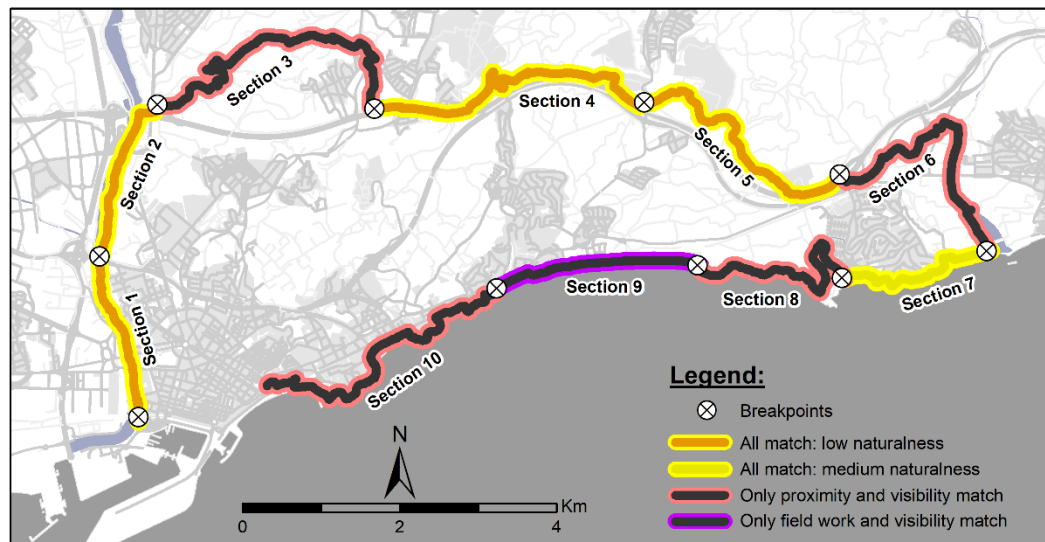 Section 3
Section 4
Section 2
Section 5
Section 6
Section 1
Section 9
Section 8
Section 7
Section 10
Legend:
Breakpoints
All match: low naturalness
All match: medium naturalness
Only proximity and visibility match
Only field work and visibility match
N
Km
0 2 4